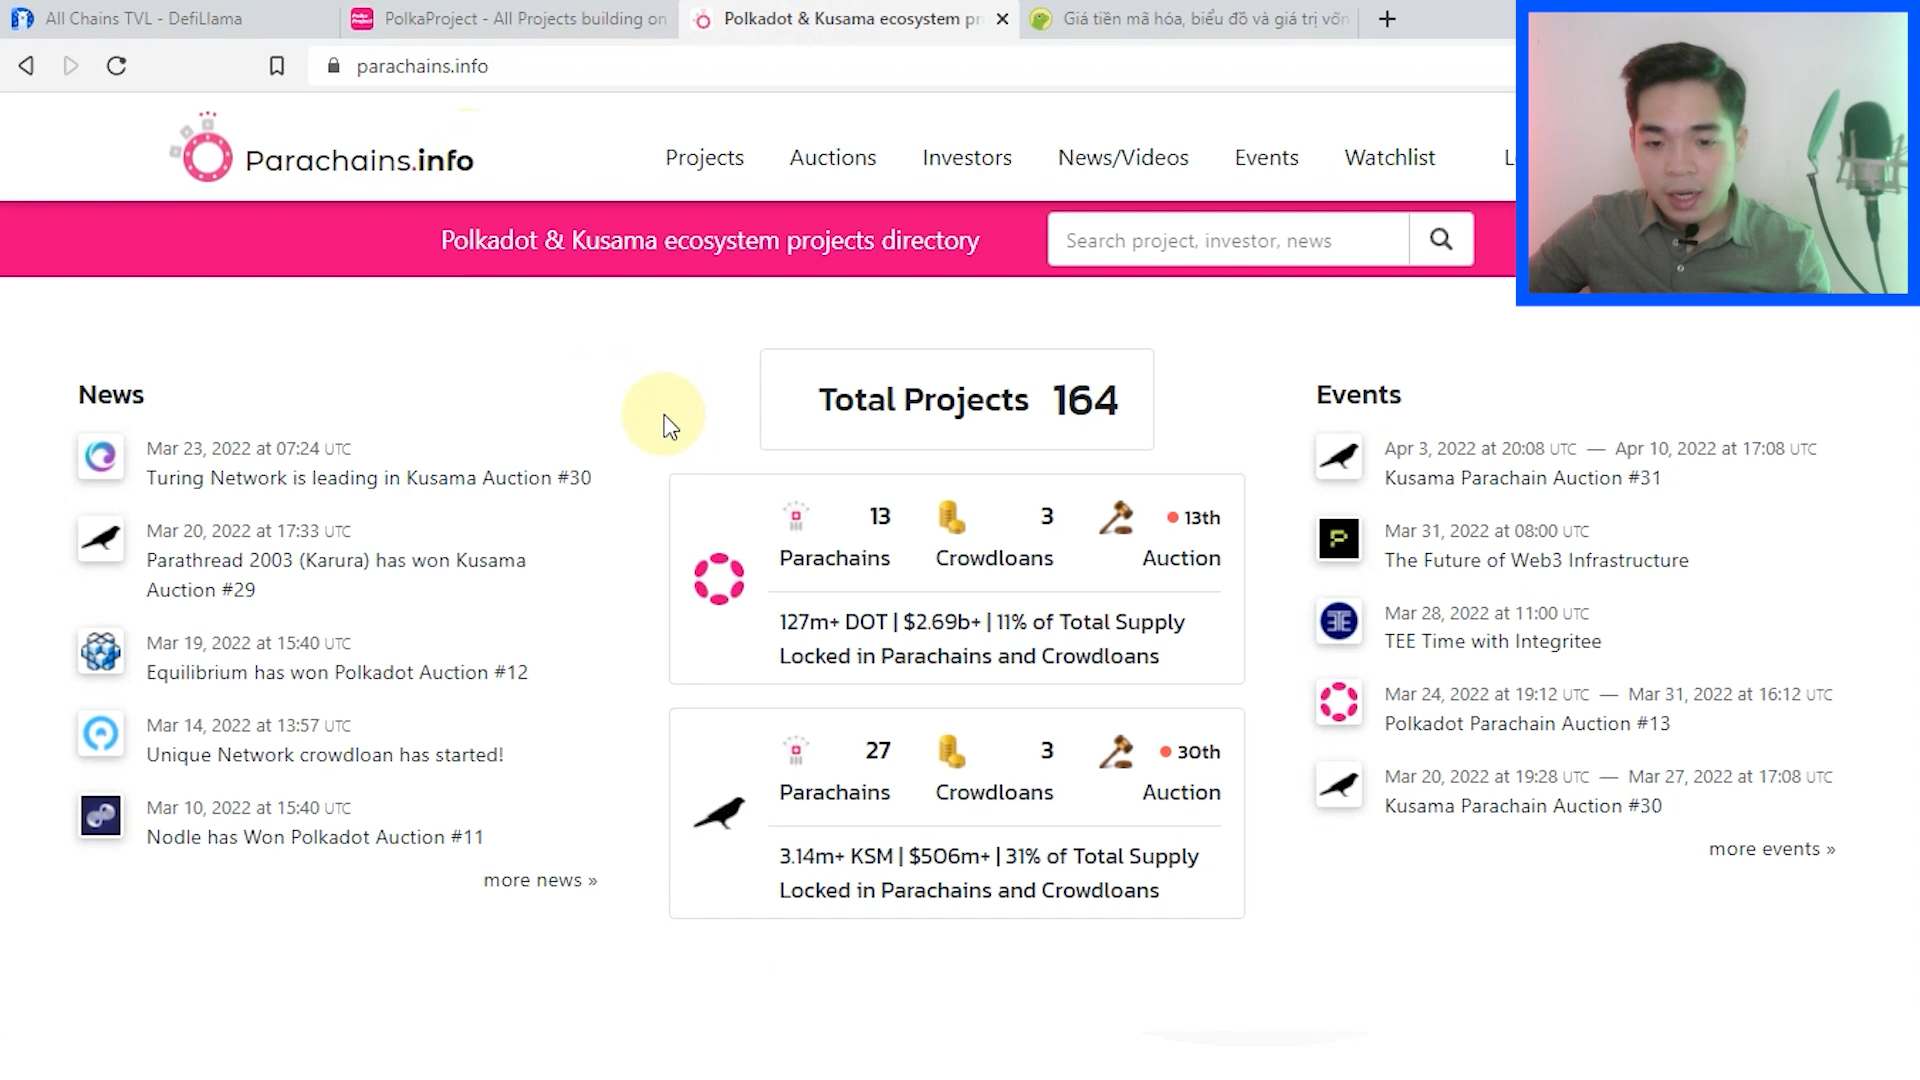 All Chains TVL - DefiLlama
PolkaProject - All Projects building on
Polkadot & Kusama ecosystem pr
Giá tiền mã hóa, biểu đồ và giá trị vốn
parachains.info
Parachains.info
Projects
Auctions
Investors
News/Videos
Events
Watchlist
Polkadot & Kusama ecosystem projects directory
Search project, investor, news
News
Mar 23, 2022 at 07:24 UTC
Turing Network is leading in Kusama Auction #30
Mar 20, 2022 at 17:33 UTC
Parathread 2003 (Karura) has won Kusama
Auction #29
Mar 19, 2022 at 15:40 UTC
Equilibrium has won Polkadot Auction #12
Mar 14, 2022 at 13:57 UTC
Unique Network crowdloan has started!
Mar 10, 2022 at 15:40 UTC
Nodle has Won Polkadot Auction #11
more news »
Total Projects 164
13 3 13th
Parachains Crowdloans Auction
127m+ DOT | $2.69b+ | 11% of Total Supply
Locked in Parachains and Crowdloans
27 3 30th
Parachains Crowdloans Auction
3.14m+ KSM | $506m+ | 31% of Total Supply
Locked in Parachains and Crowdloans
Events
Apr 3, 2022 at 20:08 UTC — Apr 10, 2022 at 17:08 UTC
Kusama Parachain Auction #31
Mar 31, 2022 at 08:00 UTC
The Future of Web3 Infrastructure
Mar 28, 2022 at 11:00 UTC
TEE Time with Integritee
Mar 24, 2022 at 19:12 UTC — Mar 31, 2022 at 16:12 UTC
Polkadot Parachain Auction #13
Mar 20, 2022 at 19:28 UTC — Mar 27, 2022 at 17:08 UTC
Kusama Parachain Auction #30
more events »